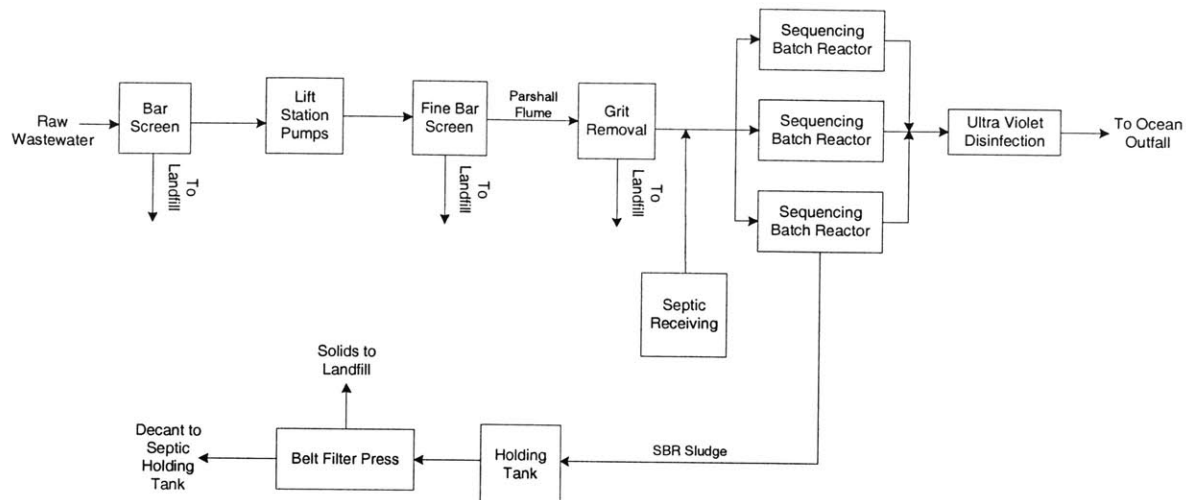 Raw
Wastewater
Bar
Screen
To
Landfill
Lift
Station
Pumps
Fine Bar
Screen
To
Landfill
Parshall
Flume
Grit
Removal
To
Landfill
Septic
Receiving
Sequencing
Batch Reactor
Sequencing
Batch Reactor
Sequencing
Batch Reactor
Ultra Violet
Disinfection
To Ocean
Outfall
SBR Sludge
Holding
Tank
Belt Filter Press
Solids to
Landfill
Decant to
Septic
Holding
Tank